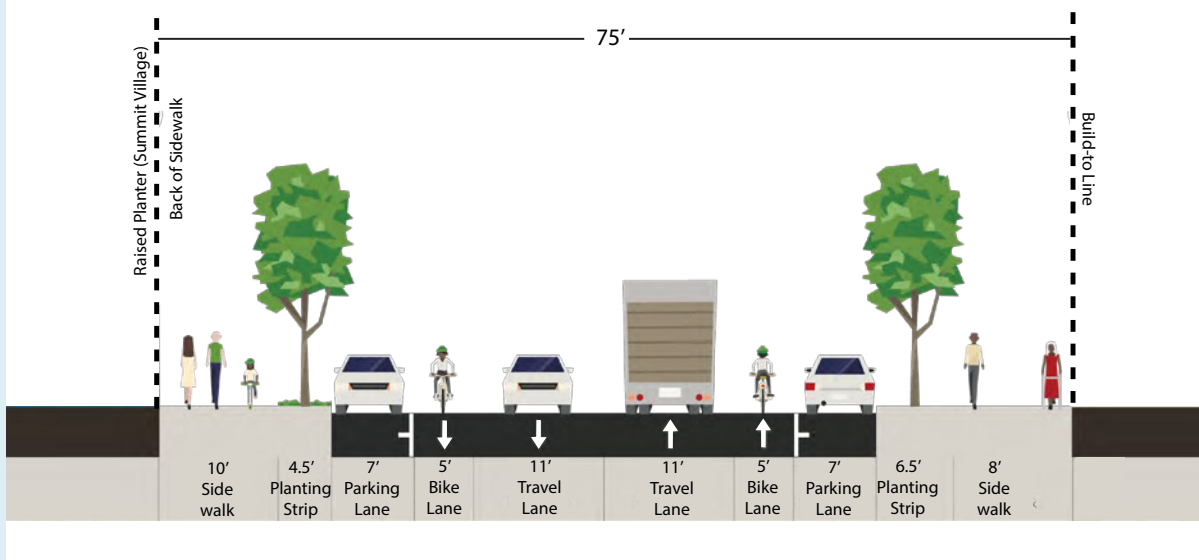 75’
Raised Planter (Summit Village)
Back of Sidewalk
Build-to Line
10’
Side
walk
4.5’
Planting
Strip
7’
Parking
Lane
5’
Bike
Lane
11’
Travel
Lane
11’
Travel
Lane
5’
Bike
Lane
7’
Parking
Lane
6.5’
Planting
Strip
8’
Side
walk